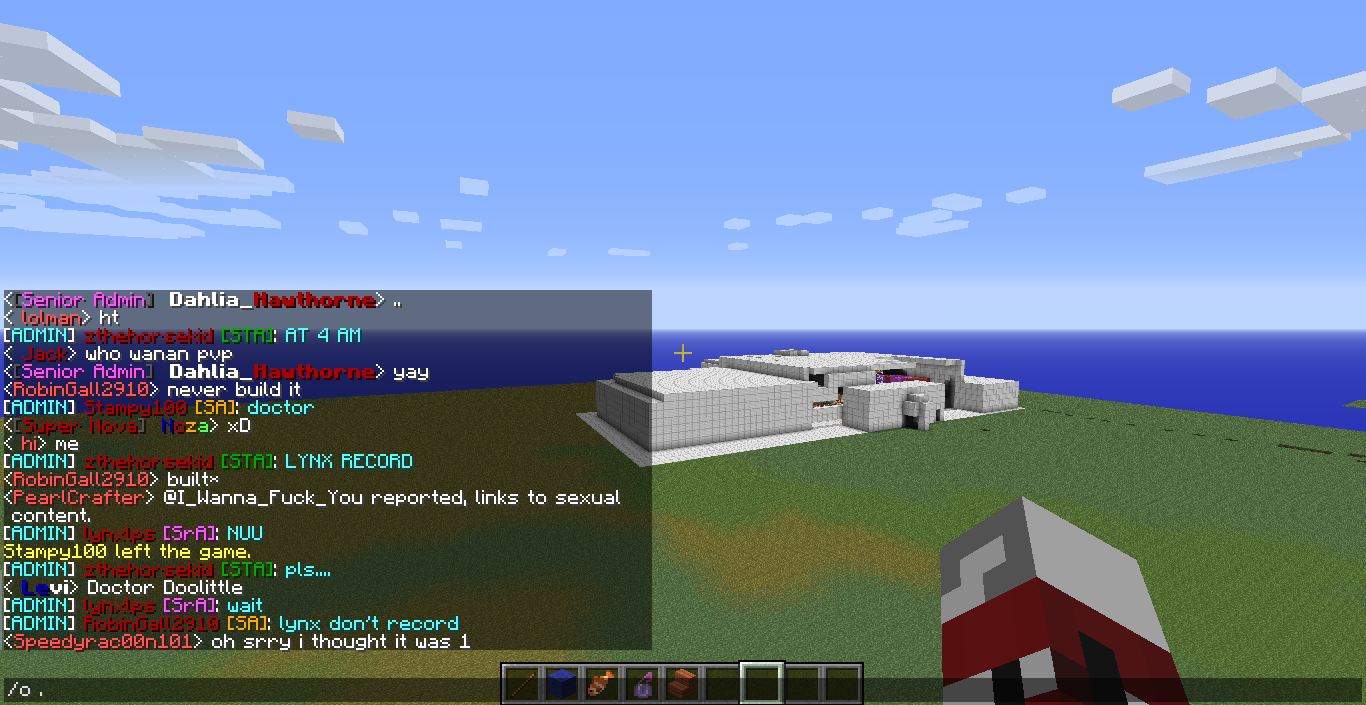 <[Senior Admin] Dahlia_Hawthorne> ..
< lolman> ht
[ADMIN] zthehorsekid [STA]: AT 4 AM
< Jack> who wanan pvp
<[Senior Admin] Dahlia_Hawthorne> yay
<RobinGall2910> never build it
[ADMIN] Stampy100 [SA]: doctor
<[Super Nova] Noza> xD
< hi> me
[ADMIN] zthehorsekid [STA]: LYNX RECORD
<RobinGall2910> built*
<PearlCrafter> @I_Wanna_Fuck_You reported, links to sexual
content.
[ADMIN] lynxlps [SrA]: NUU
Stampy100 left the game.
[ADMIN] zthehorsekid [STA]: pls....
< Levi> Doctor Doolittle
[ADMIN] lynxlps [SrA]: wait
[ADMIN] RobinGall2910 [SA]: lynx don't record
<Speedyrac00n101> oh srry i thought it was 1
/o .